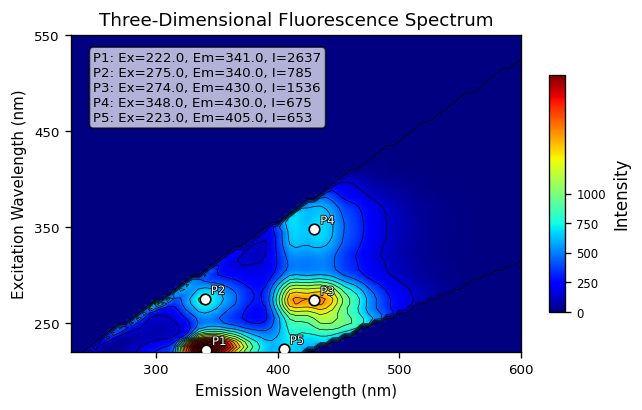 Three-Dimensional Fluorescence Spectrum
P1: Ex=222.0, Em=341.0, I=2637
P2: Ex=275.0, Em=340.0, I=785
P3: Ex=274.0, Em=430.0, I=1536
P4: Ex=348.0, Em=430.0, I=675
P5: Ex=223.0, Em=405.0, I=653
550
450
350
250
Excitation Wavelength (nm)
P4
P2
P3
P1
P5
300
400
500
600
Emission Wavelength (nm)
1000
750
500
250
0
Intensity